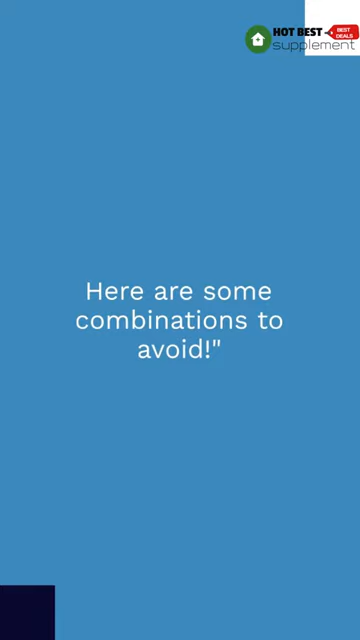 HOT BEST
BEST
DEALS
supplement
Here are some
combinations to
avoid!"